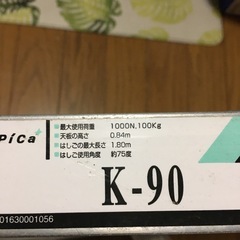 PiCa
■最大使用荷重 1000N,100Kg
■天板の高さ 0.84m
■はしごの最大長さ 1.80m
■はしご使用角度 約75度
K-90
01630001056